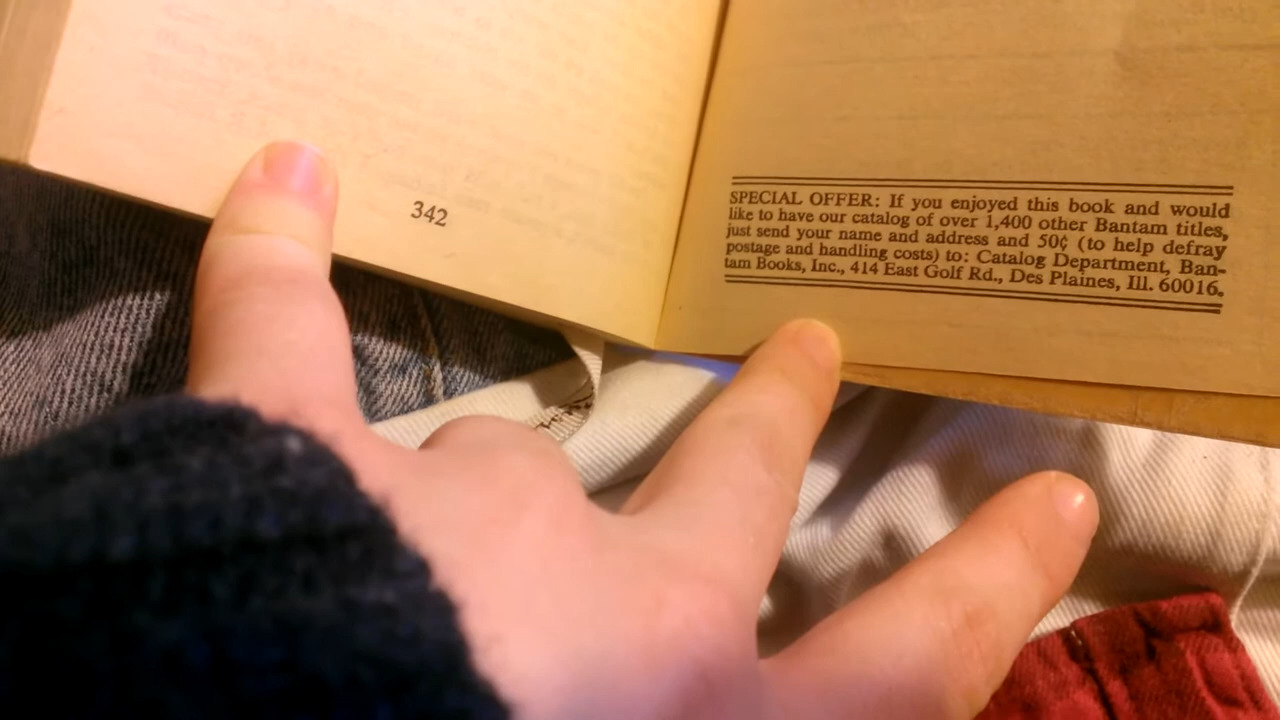 342
SPECIAL OFFER: If you enjoyed this book and would
like to have our catalog of over 1,400 other Bantam titles,
just send your name and address and 50¢ (to help defray
postage and handling costs) to: Catalog Department, Ban-
tam Books, Inc., 414 East Golf Rd., Des Plaines, Ill. 60016.